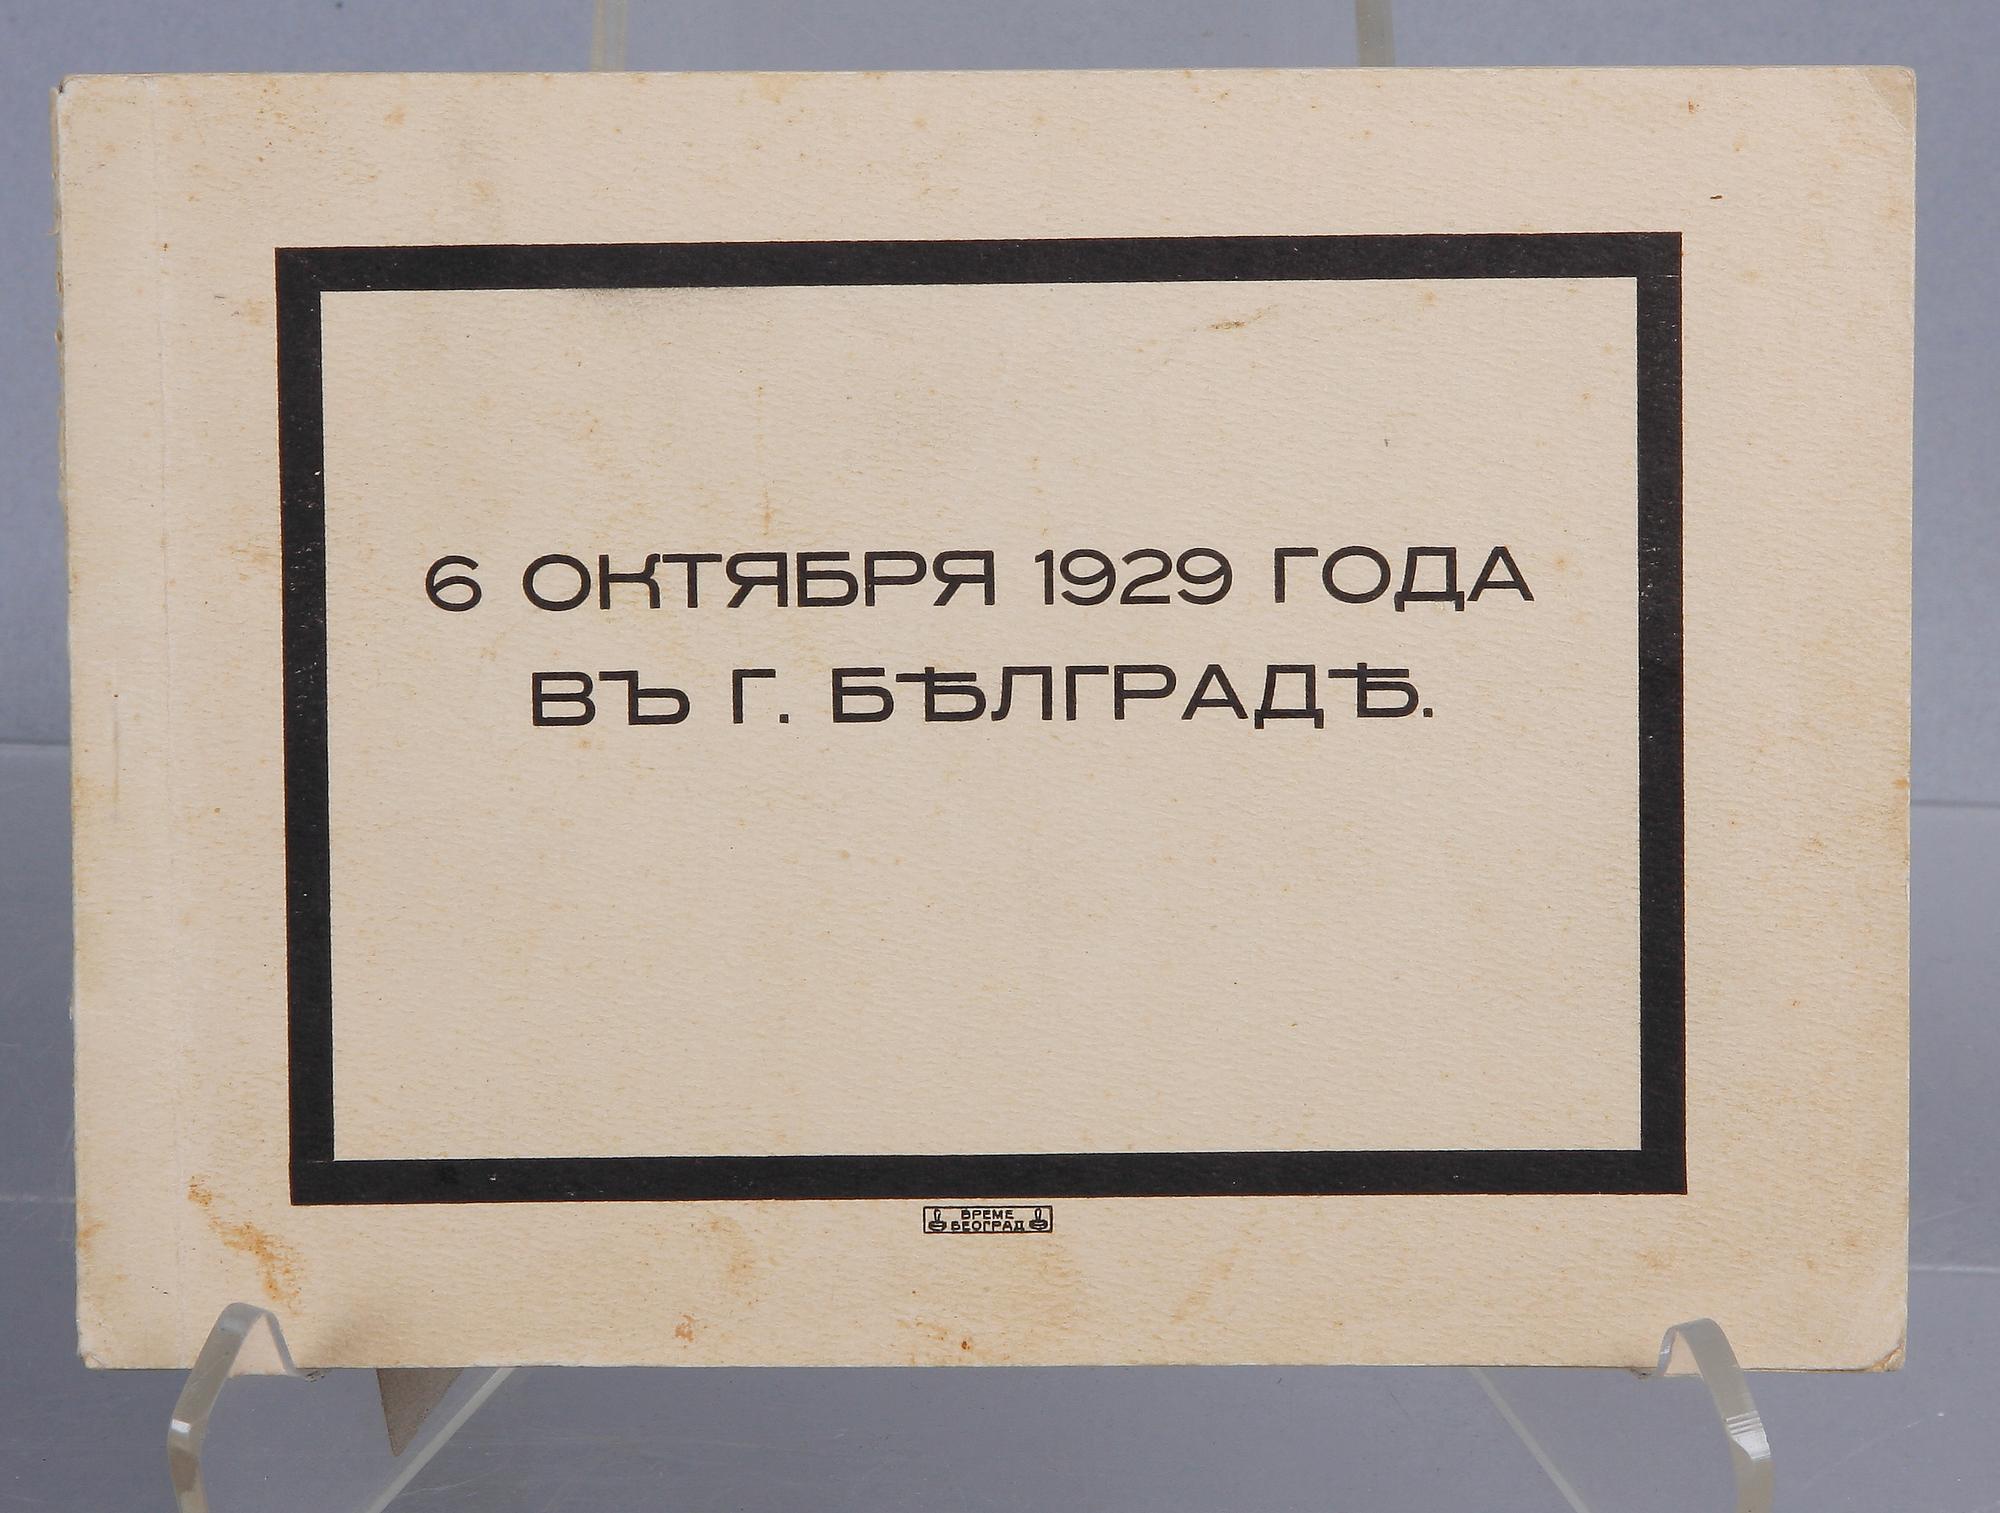 6 ОКТЯБРЯ 1929 ГОДА
ВЪ Г. БѢЛГРАДѢ.
ВРЕМЕ
БЕОГРАД